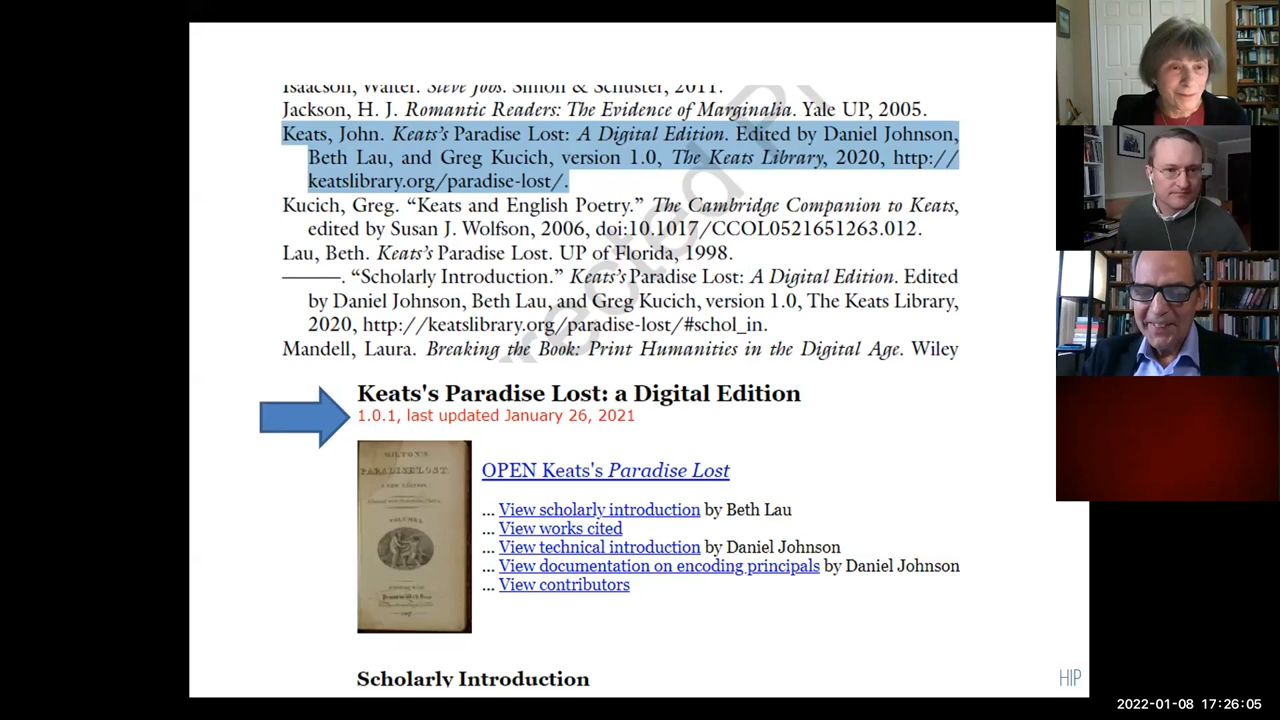 Isaacson, Walter. Steve Jobs. Simon & Schuster, 2011.
Jackson, H. J. Romantic Readers: The Evidence of Marginalia. Yale UP, 2005.
Keats, John. Keats’s Paradise Lost: A Digital Edition. Edited by Daniel Johnson,
Beth Lau, and Greg Kucich, version 1.0, The Keats Library, 2020, http://
keatslibrary.org/paradise-lost/.
Kucich, Greg. “Keats and English Poetry.” The Cambridge Companion to Keats,
edited by Susan J. Wolfson, 2006, doi:10.1017/CCOL0521651263.012.
Lau, Beth. Keats’s Paradise Lost. UP of Florida, 1998.
———. “Scholarly Introduction.” Keats’s Paradise Lost: A Digital Edition. Edited
by Daniel Johnson, Beth Lau, and Greg Kucich, version 1.0, The Keats Library,
2020, http://keatslibrary.org/paradise-lost/#schol_in.
Mandell, Laura. Breaking the Book: Print Humanities in the Digital Age. Wiley
Keats's Paradise Lost: a Digital Edition
1.0.1, last updated January 26, 2021
MILTON'S
PARADISE LOST.
A NEW EDITION.
OPEN Keats's Paradise Lost
... View scholarly introduction by Beth Lau
... View works cited
... View technical introduction by Daniel Johnson
... View documentation on encoding principals by Daniel Johnson
... View contributors
Scholarly Introduction
HIP
2022-01-08 17:26:05